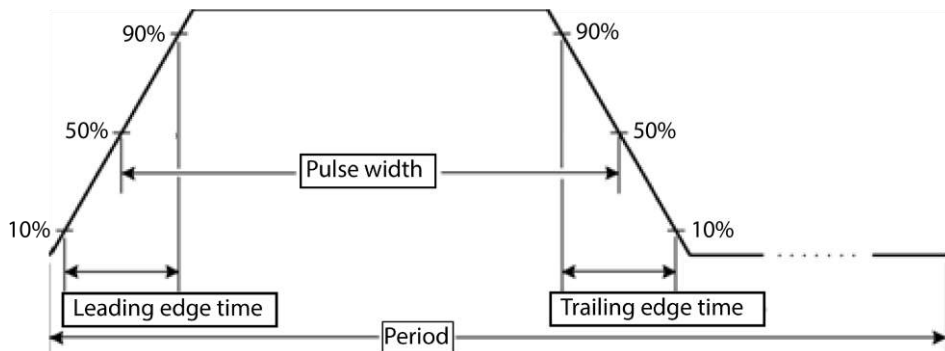 90% 90%
50% 50%
Pulse width
10% 10%
Leading edge time Trailing edge time
Period